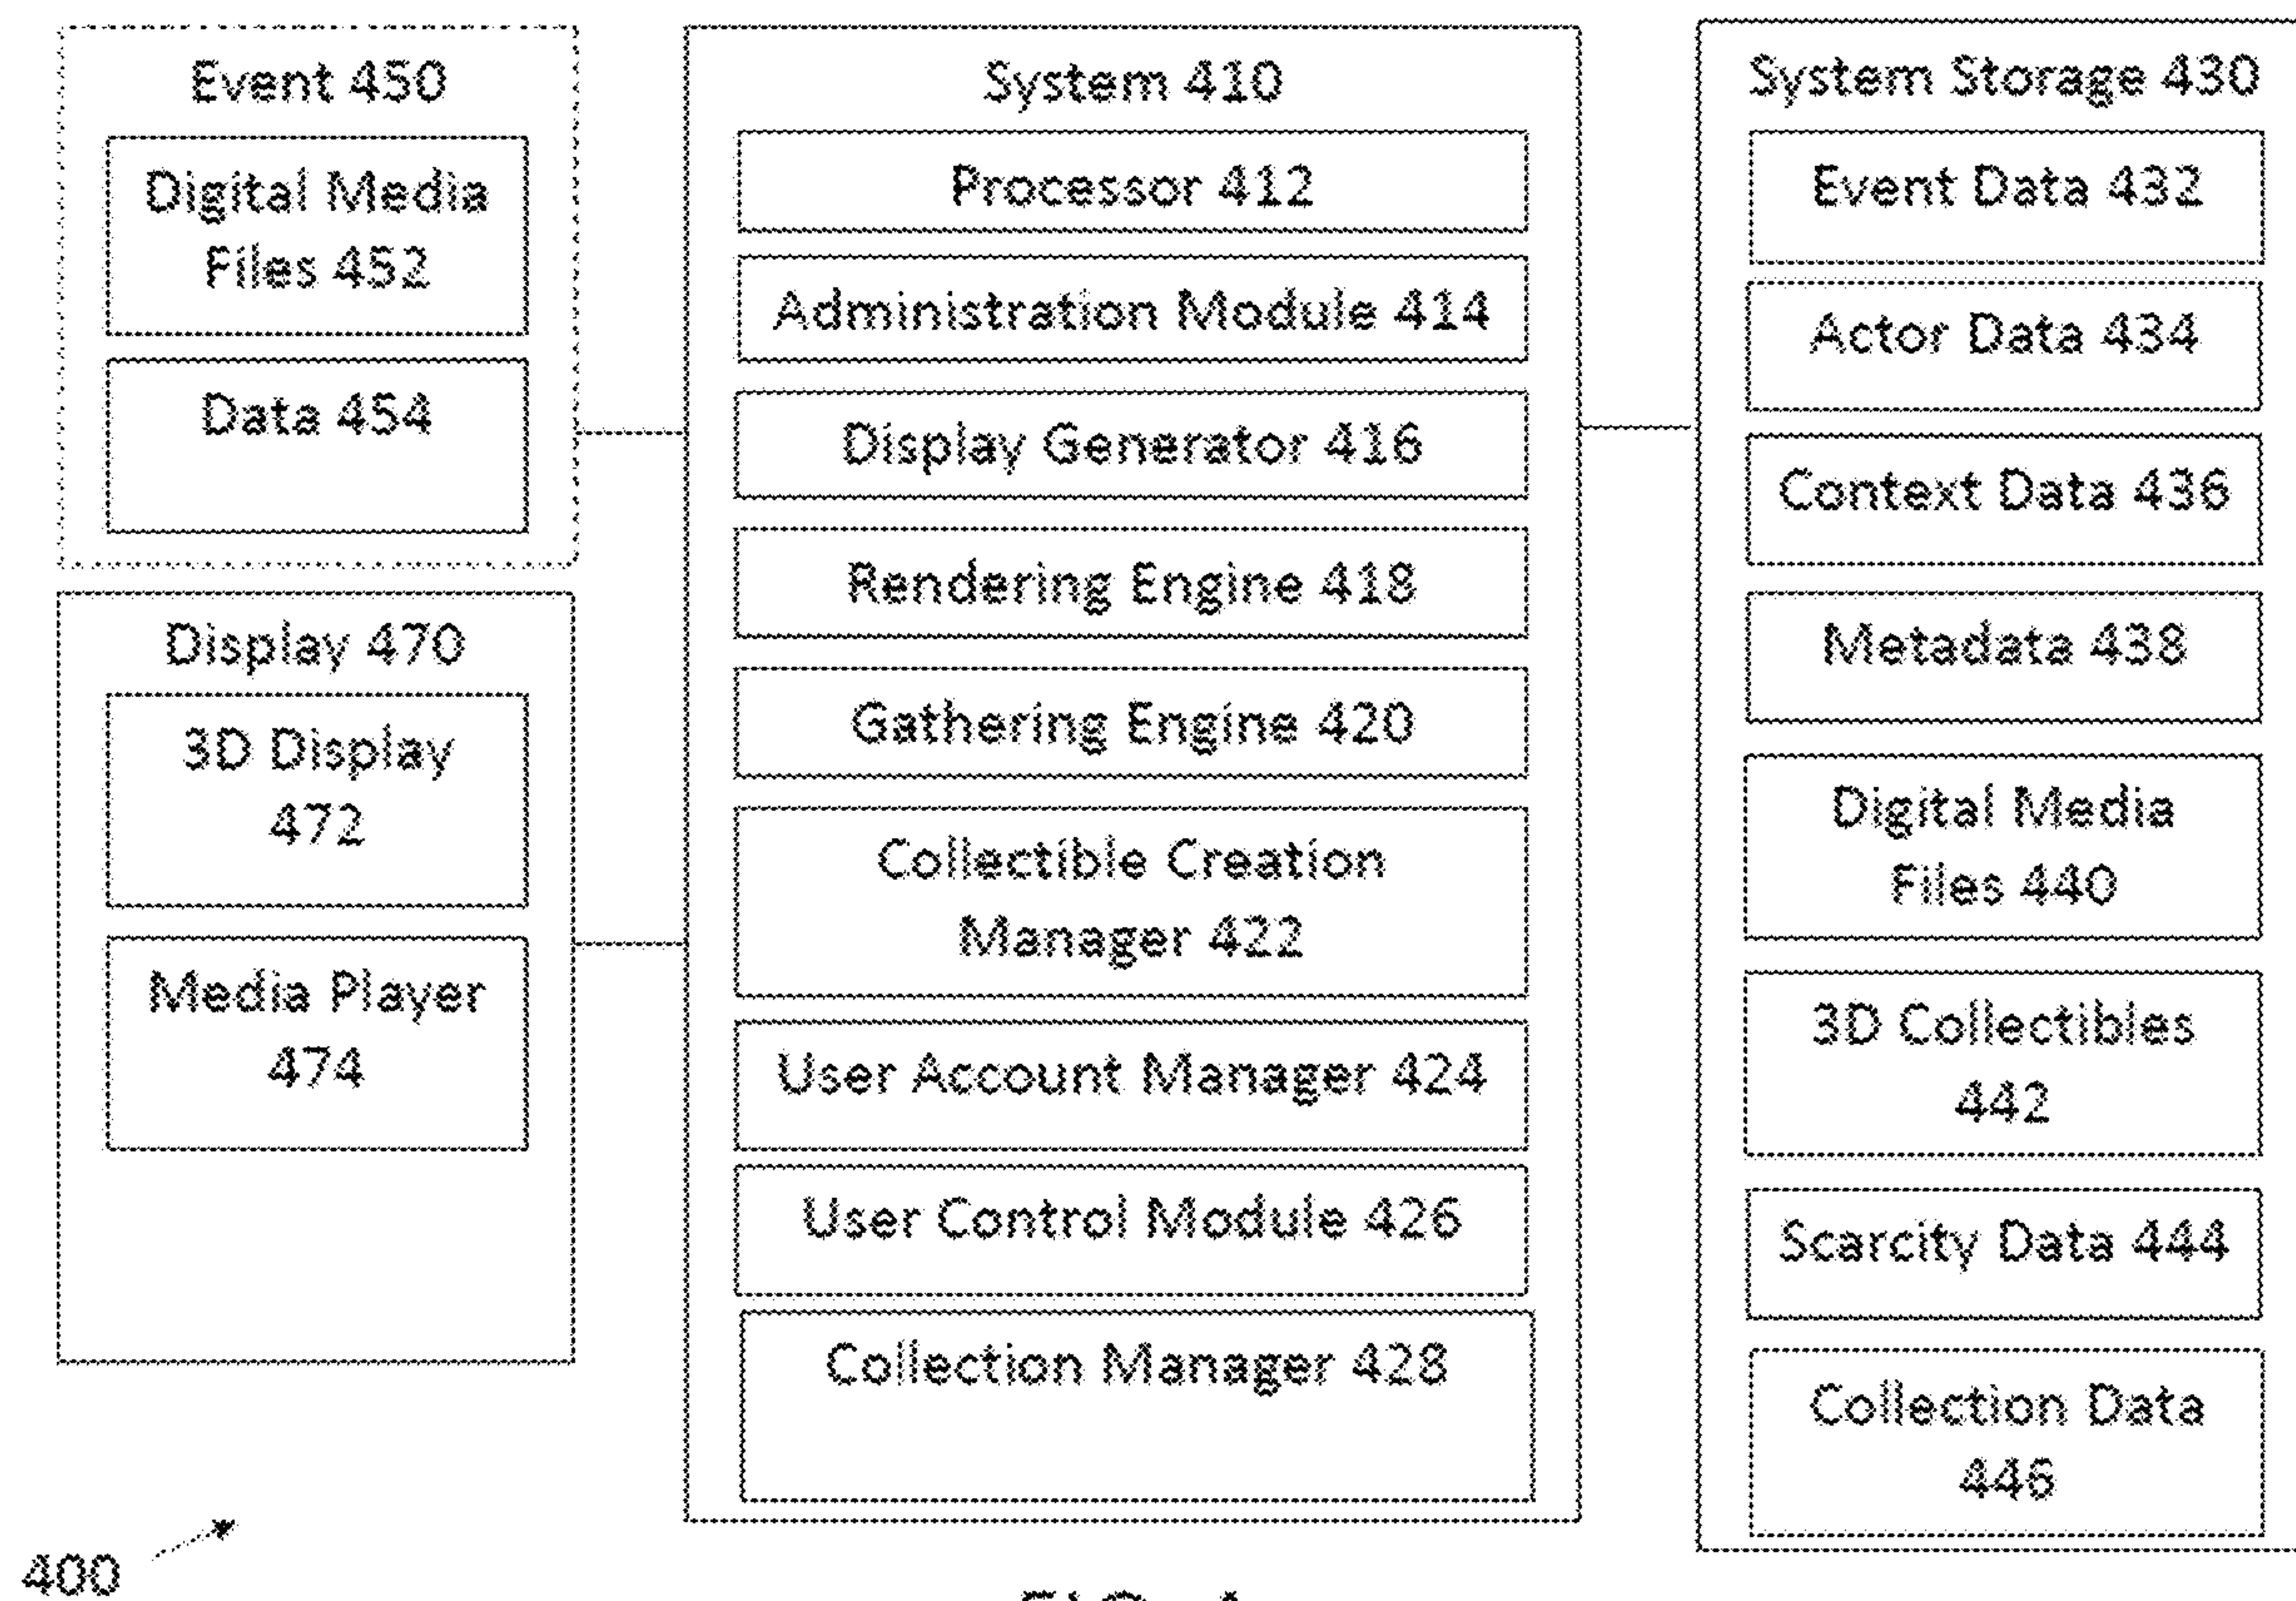 Event 450
Digital Media
Files 452
Data 454
Display 470
3D Display
472
Media Player
474
System 410
Processor 412
Administration Module 414
Display Generator 416
Rendering Engine 418
Gathering Engine 420
Collectible Creation
Manager 422
User Account Manager 424
User Control Module 426
Collection Manager 428
System Storage 430
Event Data 432
Actor Data 434
Context Data 436
Metadata 438
Digital Media
Files 440
3D Collectibles
442
Scarcity Data 444
Collection Data
446
400